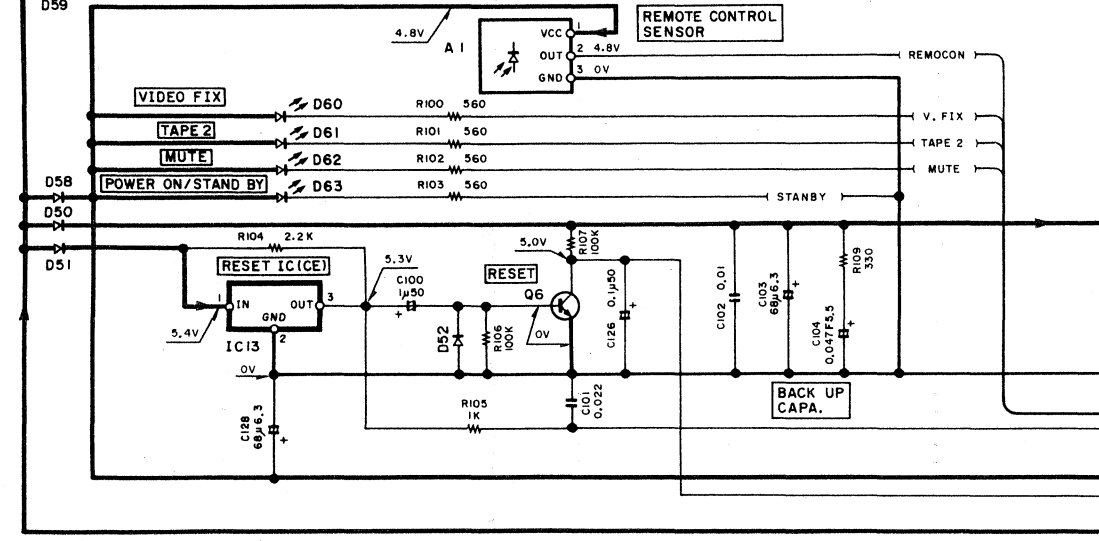 D59
REMOTE CONTROL
SENSOR
4.8V
A1
VCC 1
OUT 2 4.8V
GND 3 0V
REMOCON
VIDEO FIX
D60
R100 560
V. FIX
TAPE 2
D61
R101 560
TAPE 2
MUTE
D62
R102 560
MUTE
D58
POWER ON/STAND BY
D63
R103 560
STANBY
D50
D51
R104 2.2K
RESET IC(CE)
5.3V
C100
1μ50
+
RESET
5.0V
R107
100K
1 IN
OUT 3
GND
2
5.4V
IC13
0V
Q6
0V
D52
R106
100K
C126 0.1μ50
+
C102 0.01
C103
68μ6.3
+
R109
330
C104
0.047F5.5
+
BACK UP
CAPA.
C101
0.022
R105
1K
C128
68μ6.3
+